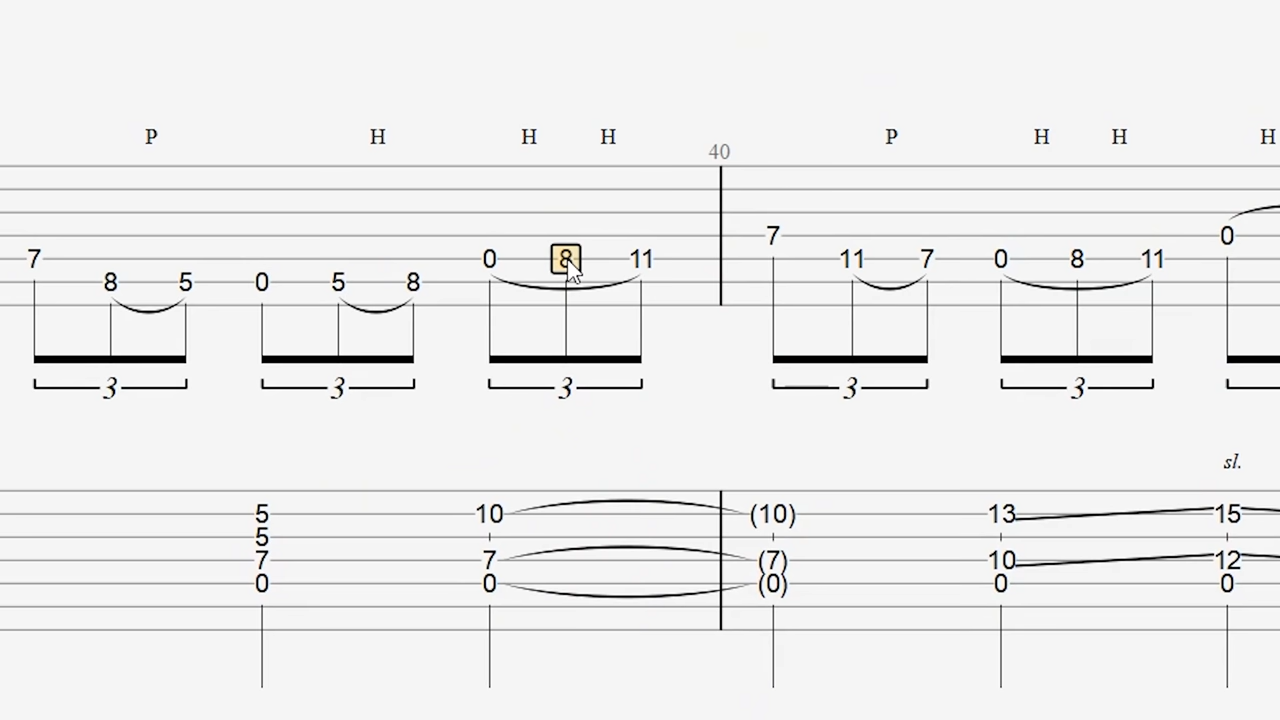 P H H H P H H H
40
7 0
7 0 8 11 11 7 0 8 11
8 5 0 5 8
3 3 3 3 3
sl.
5 10 (10) 13 15
5
7 7 (7) 10 12
0 0 (0) 0 0